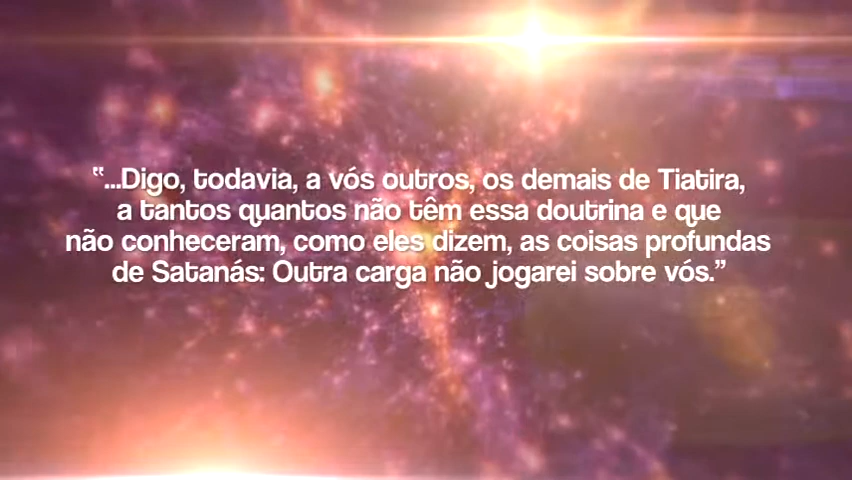 “...Digo, todavia, a vós outros, os demais de Tiatira,
a tantos quantos não têm essa doutrina e que
não conheceram, como eles dizem, as coisas profundas
de Satanás: Outra carga não jogarei sobre vós.”